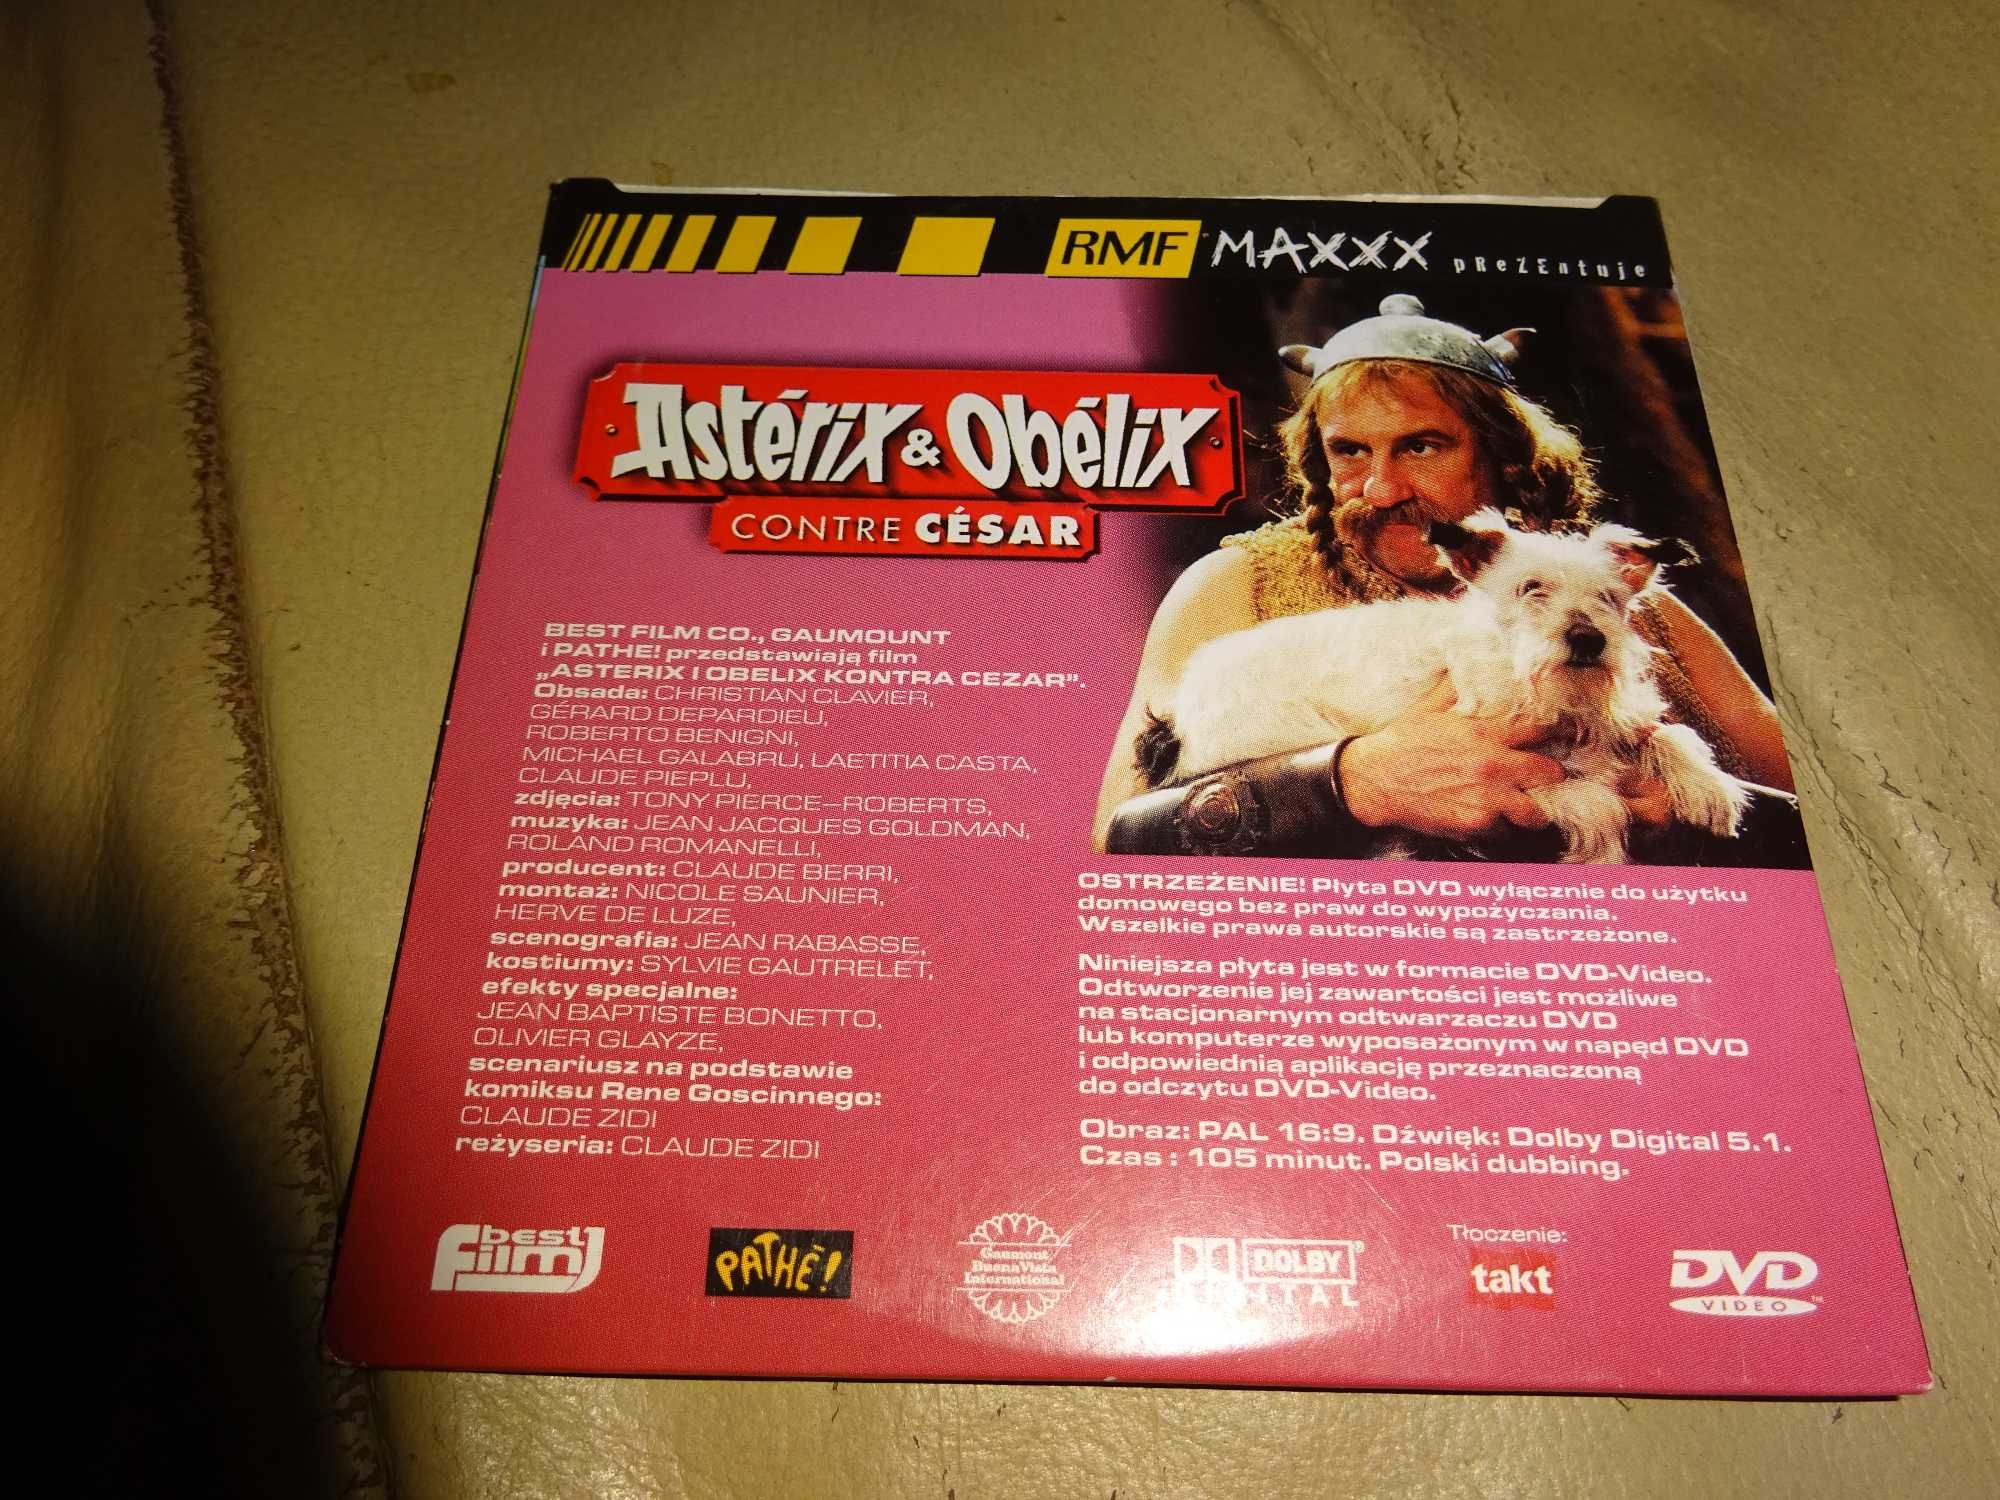 RMF MAXXX pReZEntuje
Astérix & Obélix
CONTRE CÉSAR
BEST FILM CO., GAUMOUNT
i PATHE! przedstawiają film
„ASTERIX I OBELIX KONTRA CEZAR”.
Obsada: CHRISTIAN CLAVIER,
GÉRARD DEPARDIEU,
ROBERTO BENIGNI,
MICHAEL GALABRU, LAETITIA CASTA,
CLAUDE PIEPLU,
zdjęcia: TONY PIERCE–ROBERTS,
muzyka: JEAN JACQUES GOLDMAN,
ROLAND ROMANELLI,
producent: CLAUDE BERRI,
montaż: NICOLE SAUNIER,
HERVE DE LUZE,
scenografia: JEAN RABASSE,
kostiumy: SYLVIE GAUTRELET,
efekty specjalne:
JEAN BAPTISTE BONETTO,
OLIVIER GLAYZE,
scenariusz na podstawie
komiksu Rene Goscinnego:
CLAUDE ZIDI
reżyseria: CLAUDE ZIDI
OSTRZEŻENIE! Płyta DVD wyłącznie do użytku
domowego bez praw do wypożyczania.
Wszelkie prawa autorskie są zastrzeżone.
Niniejsza płyta jest w formacie DVD-Video.
Odtworzenie jej zawartości jest możliwe
na stacjonarnym odtwarzaczu DVD
lub komputerze wyposażonym w napęd DVD
i odpowiednią aplikację przeznaczoną
do odczytu DVD-Video.
Obraz: PAL 16:9. Dźwięk: Dolby Digital 5.1.
Czas : 105 minut. Polski dubbing.
best
film
PATHÉ!
Gaumont
BuenaVista
International
DOLBY
DIGITAL
Tłoczenie:
takt
DVD
VIDEO